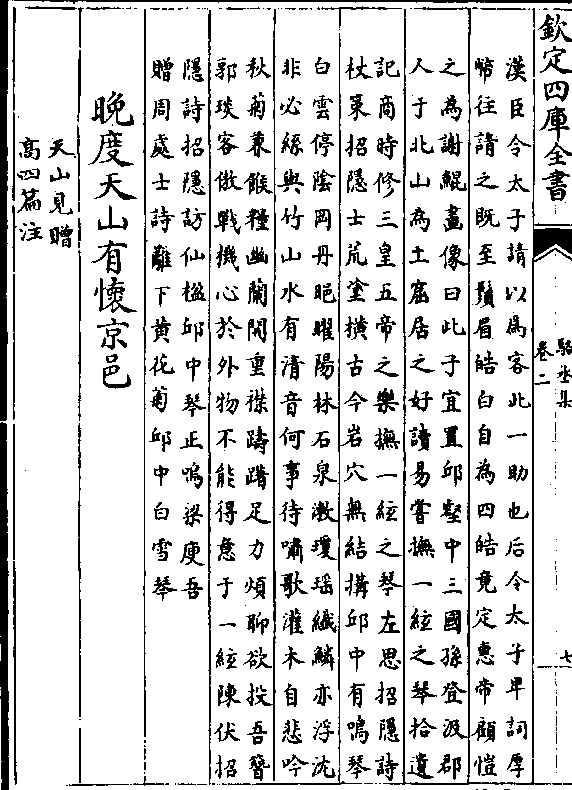 欽定四庫全書
駱丞集
卷二
七
漢臣令太子請以為客此一助也后令太子卑詞厚
幣往請之既至鬚眉皓白自為四皓竟定惠帝顧愷
之為謝鯤畫像曰此子宜置邱壑中三國孫登汲郡
人于北山為土窟居之好讀易嘗撫一絃之琴拾遺
記商時修三皇五帝之樂撫一絃之琴左思招隱詩
杖策招隱士荒塗橫古今岩穴無結搆邱中有鳴琴
白雲停陰岡丹葩曜陽林石泉漱瓊瑤纖鱗亦浮沈
非必絲與竹山水有清音何事待嘯歌灌木自悲吟
秋菊兼餱糧幽蘭間重襟躊躇足力煩聊欲投吾簪
郭琰客傲戰機心於外物不能得意于一絃陳伏招
隱詩招隱訪仙楹邱中琴正鳴梁庾吾
贈周處士詩離下黄花菊邱中白雪琴
晚度天山有懷京邑
天山見贈
高四篇注